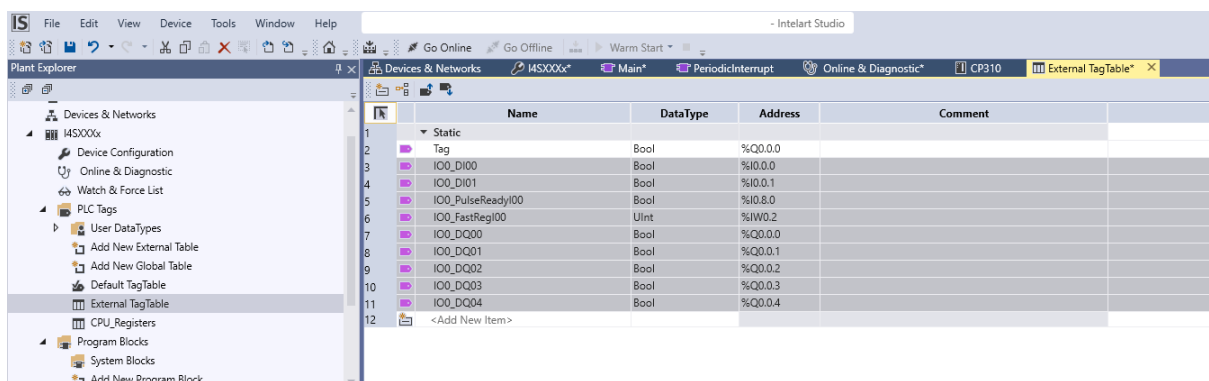 IS File Edit View Device Tools Window Help - Intelart Studio
Go Online Go Offline Warm Start
Plant Explorer
Devices & Networks I4SXXXx* Main* PeriodicInterrupt Online & Diagnostic* CP310 External TagTable*
Devices & Networks
I4SXXXx
Device Configuration
Online & Diagnostic
Watch & Force List
PLC Tags
User DataTypes
Add New External Table
Add New Global Table
Default TagTable
External TagTable
CPU_Registers
Program Blocks
System Blocks
Add New Program Block
Name DataType Address Comment
1 Static
2 Tag Bool %Q0.0.0
3 IO0_DI00 Bool %I0.0.0
4 IO0_DI01 Bool %I0.0.1
5 IO0_PulseReadyI00 Bool %I0.8.0
6 IO0_FastRegI00 UInt %IW0.2
7 IO0_DQ00 Bool %Q0.0.0
8 IO0_DQ01 Bool %Q0.0.1
9 IO0_DQ02 Bool %Q0.0.2
10 IO0_DQ03 Bool %Q0.0.3
11 IO0_DQ04 Bool %Q0.0.4
12 <Add New Item>